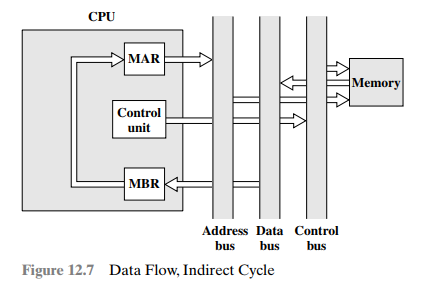 CPU
MAR
Memory
Control
unit
MBR
Address Data Control
bus bus bus
Figure 12.7 Data Flow, Indirect Cycle